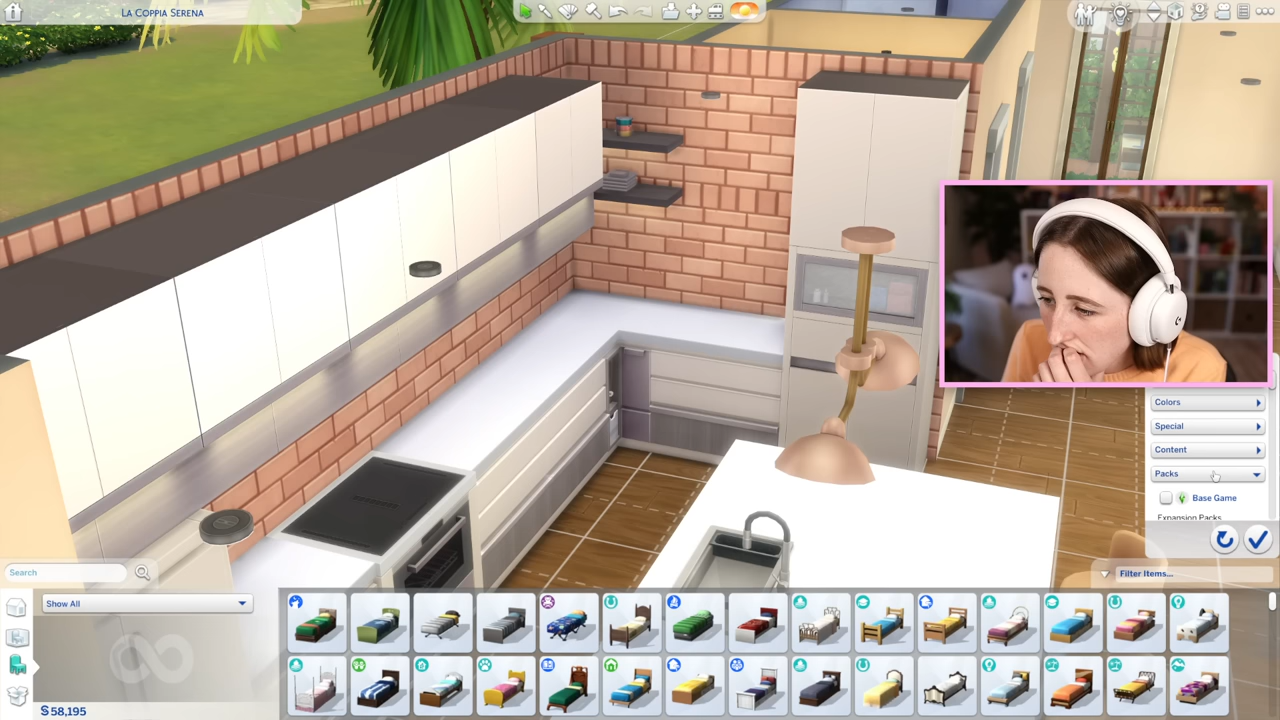 LA COPPIA SERENA
Colors
Special
Content
Packs
Base Game
Expansion Packs
Search
Filter Items...
Show All
$58,195